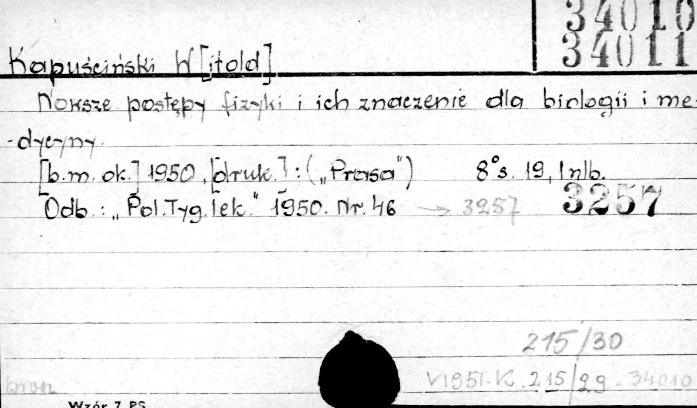 34010
34011
Kapuściński W[itold]
Nowsze postępy fizyki i ich znaczenie dla biologii i me-
-dycyny.
[b.m. ok.] 1950, [druk.] : („Prasa") 8° s. 19, 1 nlb.
Odb.: „Pol.Tyg.lek." 1950. Nr. 46 → 3257 3257
215/30
VI951-K. 215/29 - 34010
Wzór 7 PS